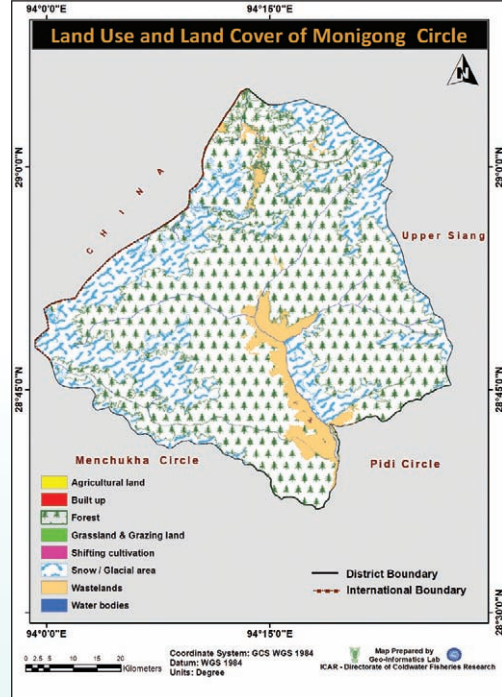 94°0'0"E 94°15'0"E
Land Use and Land Cover of Monigong Circle
N
29°0'0"N 29°0'0"N
CHINA
Upper Siang
28°45'0"N 28°45'0"N
Menchukha Circle Pidi Circle
Agricultural land
Built up
Forest
Grassland & Grazing land
Shifting cultivation
Snow / Glacial area
Wastelands
Water bodies
District Boundary
International Boundary
28°30'0"N
94°0'0"E 94°15'0"E
0 2.5 5 10 15 20
Kilometers
Coordinate System: GCS WGS 1984
Datum: WGS 1984
Units: Degree
Map Prepared by
Geo-Informatics Lab
ICAR - Directorate of Coldwater Fisheries Research